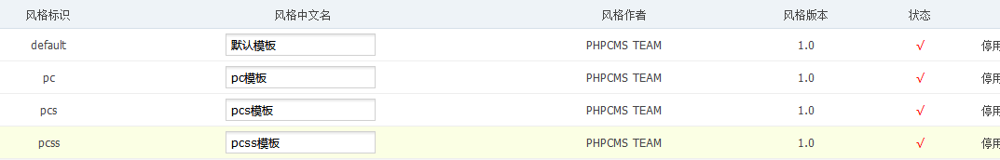 风格标识 风格中文名 风格作者 风格版本 状态
default 默认模板 PHPCMS TEAM 1.0 √ 停用
pc pc模板 PHPCMS TEAM 1.0 √ 停用
pcs pcs模板 PHPCMS TEAM 1.0 √ 停用
pcss pcss模板 PHPCMS TEAM 1.0 √ 停用